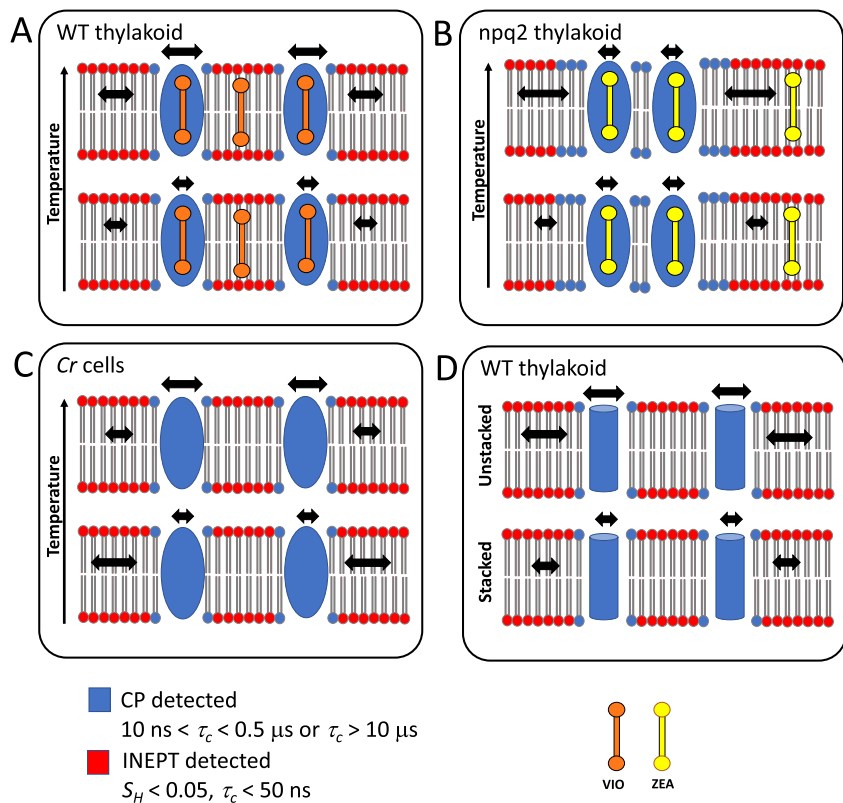 A WT thylakoid
Temperature
B npq2 thylakoid
Temperature
C Cr cells
Temperature
D WT thylakoid
Unstacked
Stacked
CP detected
10 ns < τc < 0.5 μs or τc > 10 μs
INEPT detected
SH < 0.05, τc < 50 ns
VIO ZEA